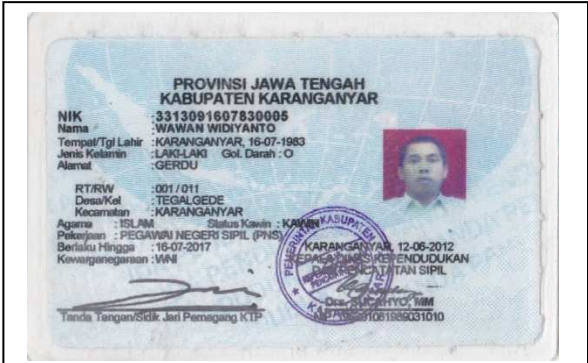 PROVINSI JAWA TENGAH
KABUPATEN KARANGANYAR
NIK :3313091607830005
Nama :WAWAN WIDIYANTO
Tempat/Tgl Lahir :KARANGANYAR, 16-07-1983
Jenis Kelamin :LAKI-LAKI Gol. Darah : O
Alamat :GERDU
RT/RW :001 / 011
Desa/Kel :TEGALGEDE
Kecamatan :KARANGANYAR
Agama : ISLAM Status Kawin : KAWIN
Pekerjaan : PEGAWAI NEGERI SIPIL (PNS)
Berlaku Hingga :16-07-2017
Kewarganegaraan :WNI
KARANGANYAR, 12-06-2012
KEPALA DINAS KEPENDUDUKAN
DAN PENCATATAN SIPIL
Drs. SUCAHYO, MM
Tanda Tangan/Sidik Jari Pemegang KTP